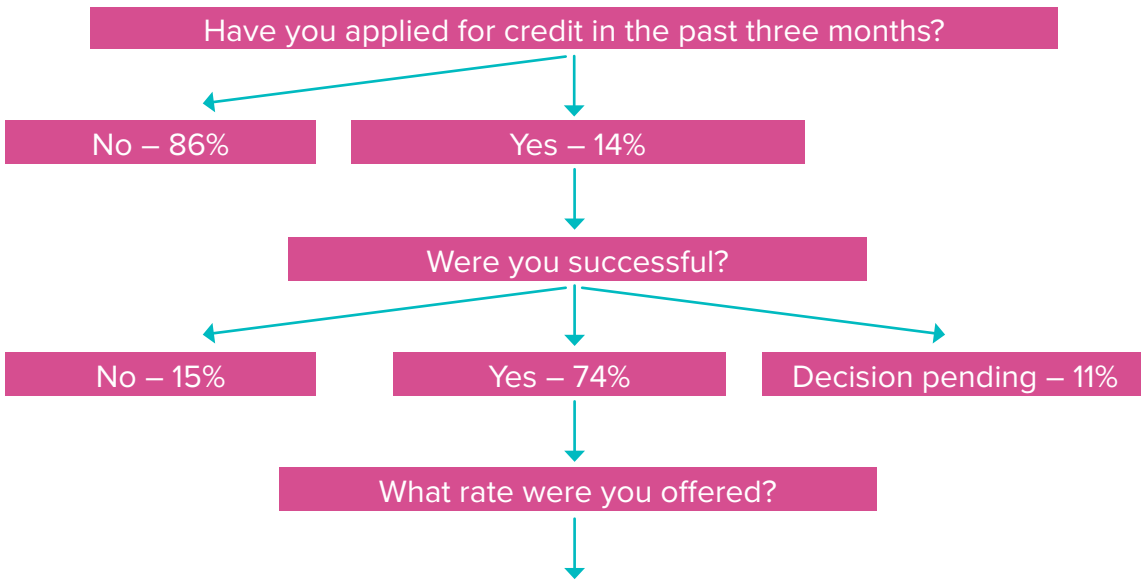 Have you applied for credit in the past three months?
No – 86%
Yes – 14%
Were you successful?
No – 15%
Yes – 74%
Decision pending – 11%
What rate were you offered?